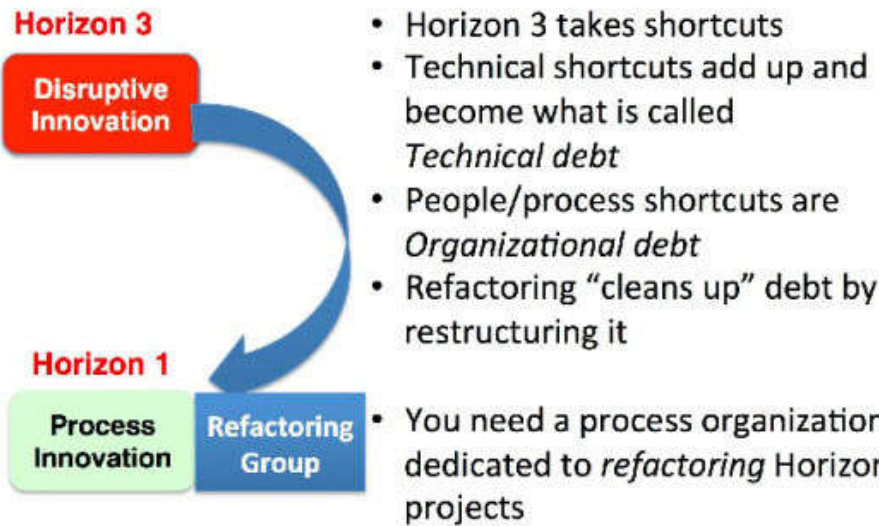 Horizon 3
Disruptive
Innovation
• Horizon 3 takes shortcuts
• Technical shortcuts add up and
become what is called
Technical debt
• People/process shortcuts are
Organizational debt
• Refactoring “cleans up” debt by
restructuring it
Horizon 1
Process
Innovation
Refactoring
Group
• You need a process organization
dedicated to refactoring Horizon
projects